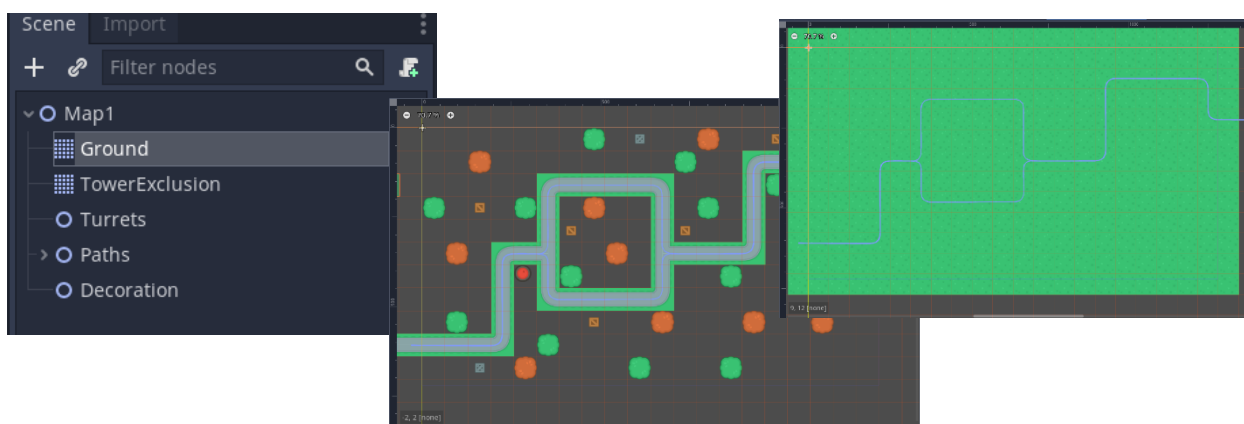 Scene Import
Filter nodes
Map1
Ground
TowerExclusion
Turrets
Paths
Decoration
-2, 2 [none]
9, 12 [none]